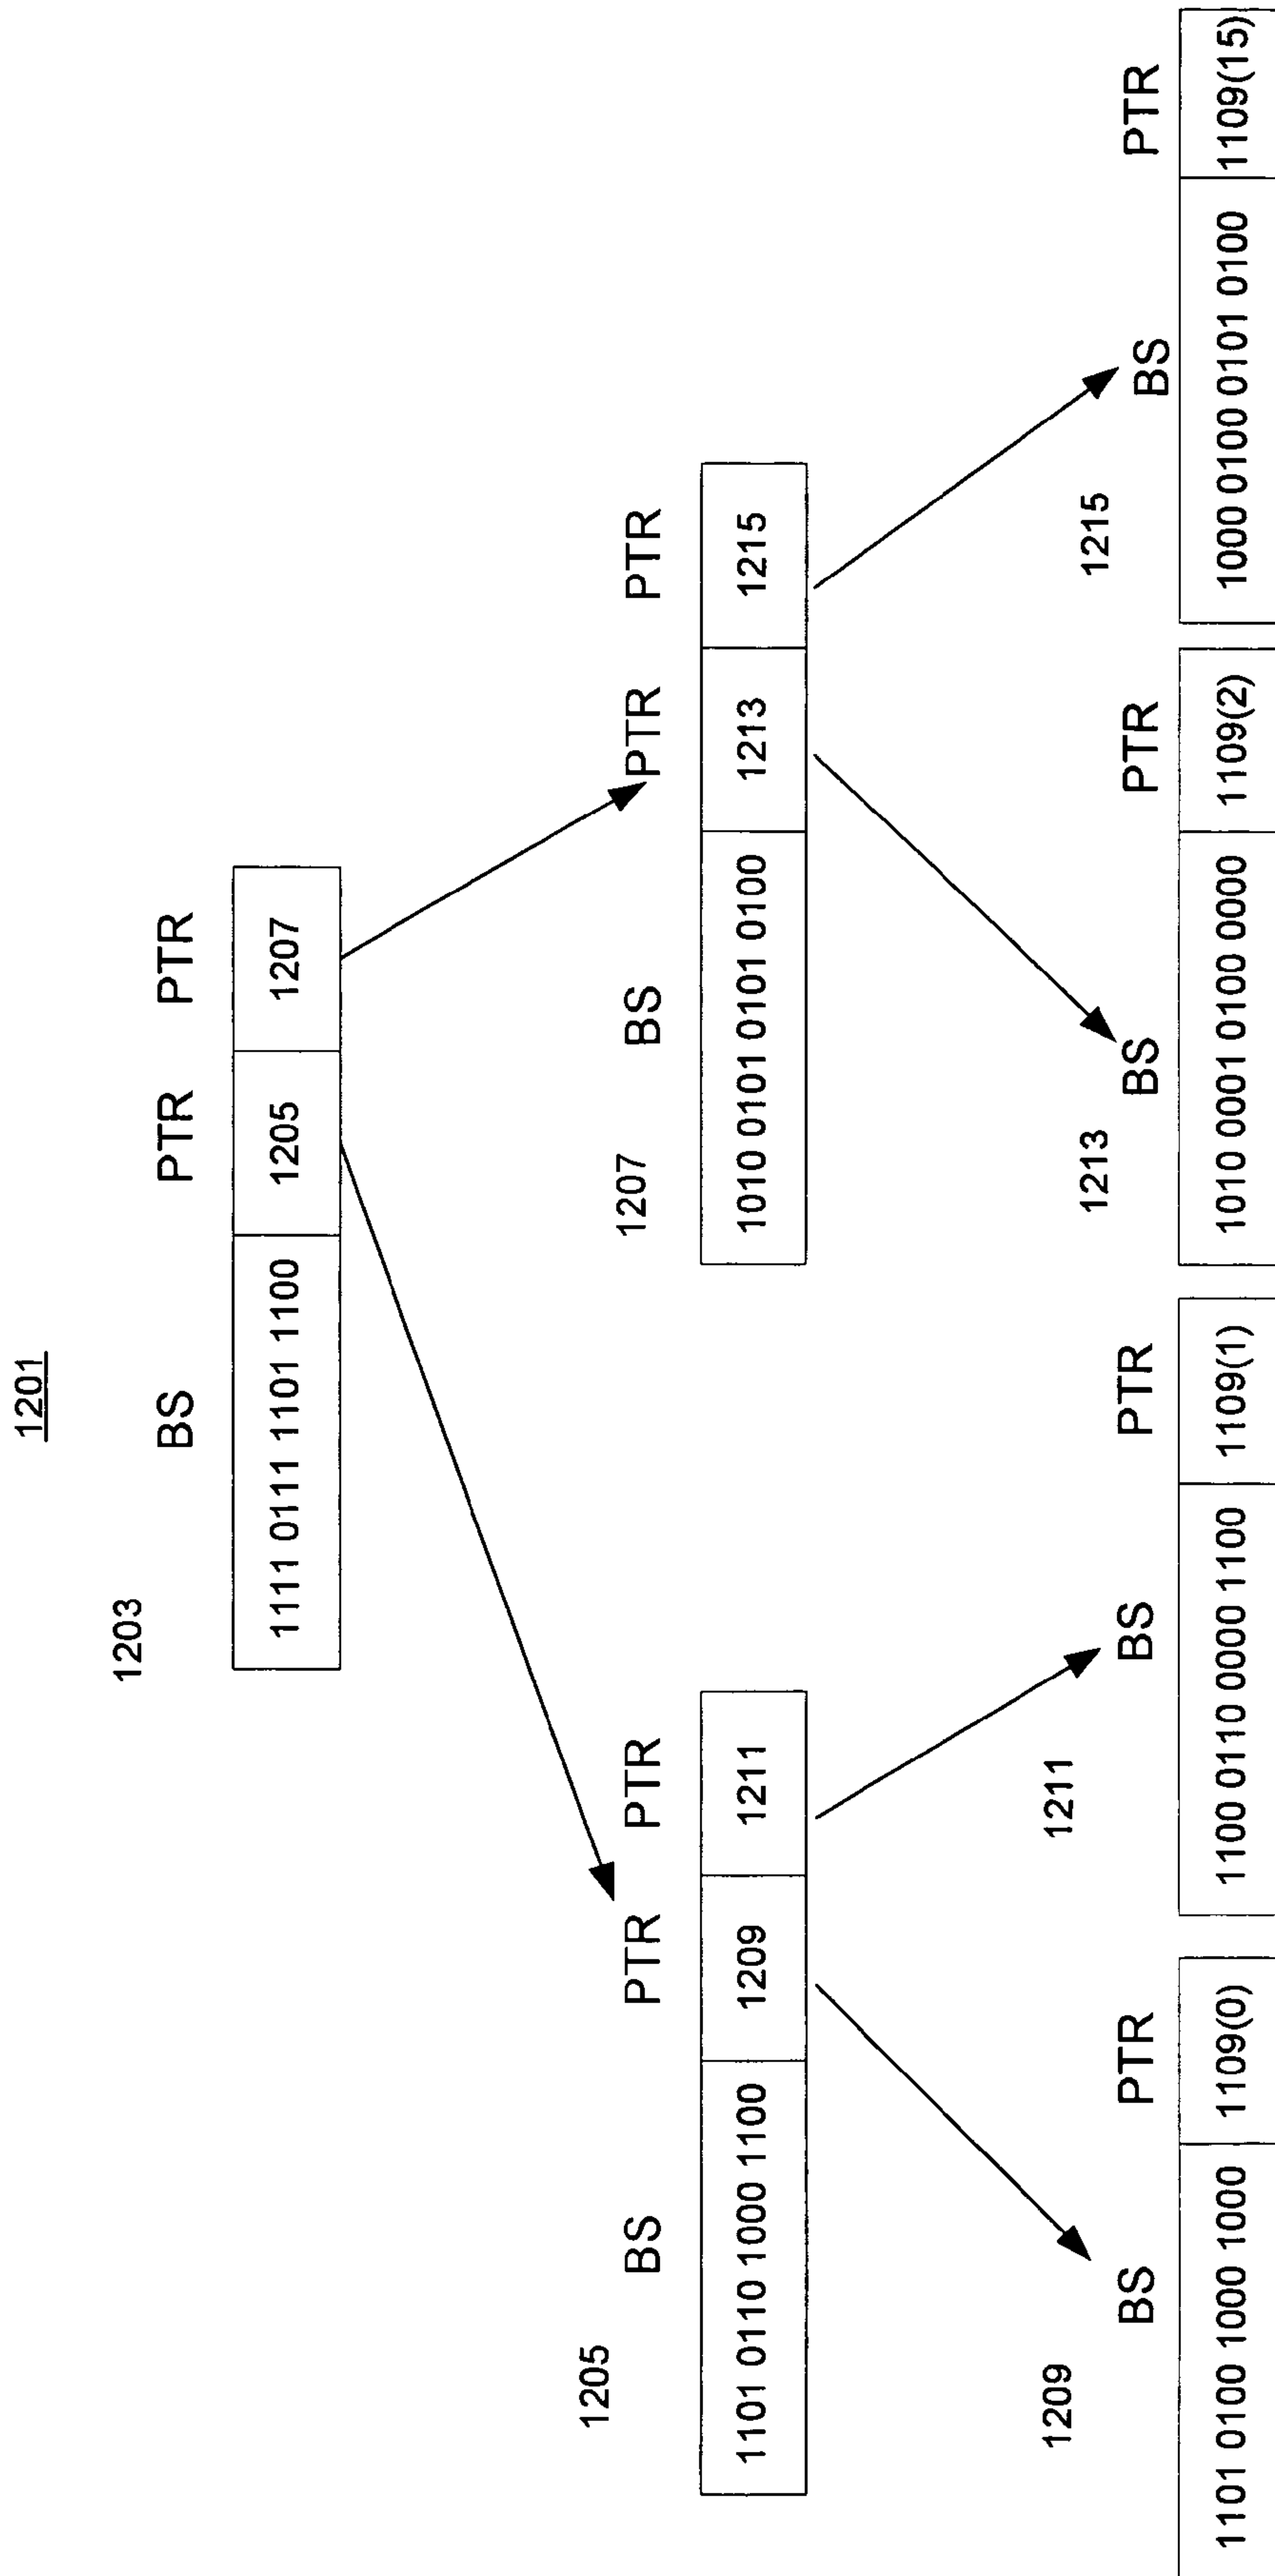 1201
1203
BS PTR PTR
1111 0111 1101 1100 1205 1207
1205
BS PTR PTR
1101 0110 1000 1100 1209 1211
1207
BS PTR PTR
1010 0101 0101 0100 1213 1215
1209
BS PTR
1101 0100 1000 1000 1109(0)
1211
BS PTR
1100 0110 0000 1100 1109(1)
1213
BS PTR
1010 0001 0100 0000 1109(2)
1215
BS PTR
1000 0100 0101 0100 1109(15)